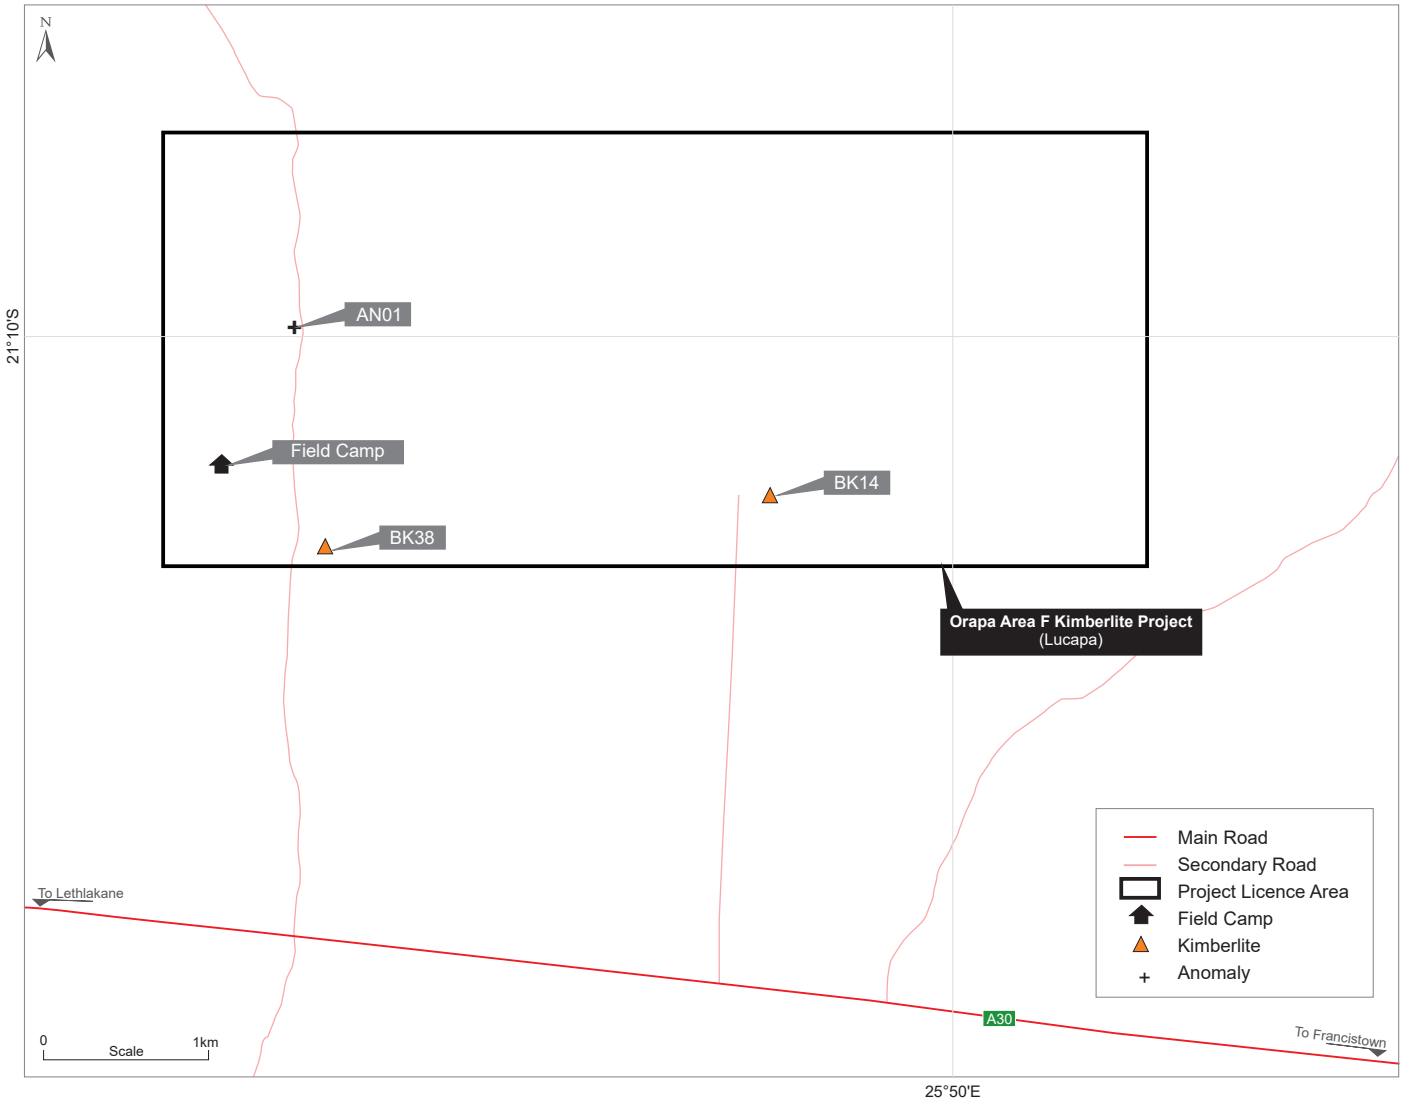 N
AN01
21°10'S
Field Camp
BK14
BK38
Orapa Area F Kimberlite Project
(Lucapa)
Main Road
Secondary Road
Project Licence Area
Field Camp
Kimberlite
Anomaly
To Lethlakane
A30
To Francistown
0 1km
Scale
25°50'E